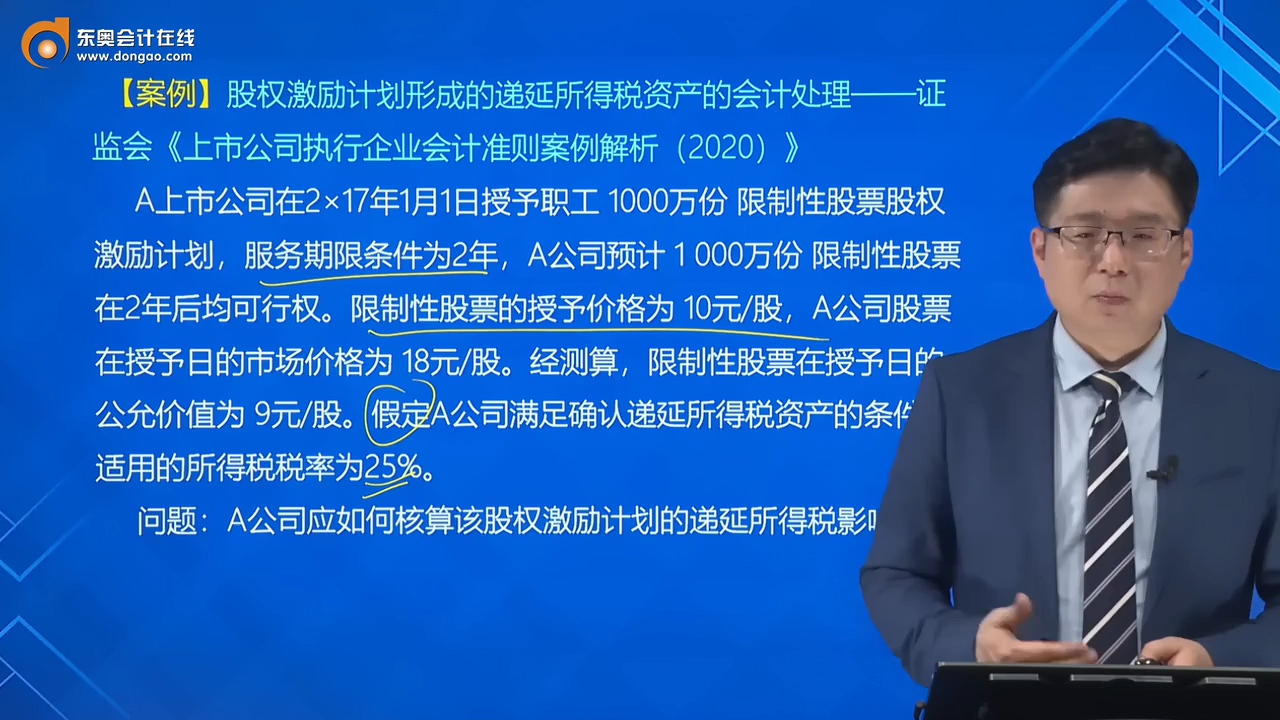 东奥会计在线
www.dongao.com
【案例】股权激励计划形成的递延所得税资产的会计处理——证
监会《上市公司执行企业会计准则案例解析（2020）》
A上市公司在2×17年1月1日授予职工 1000万份 限制性股票股权
激励计划，服务期限条件为2年，A公司预计 1 000万份 限制性股票
在2年后均可行权。限制性股票的授予价格为 10元/股，A公司股票
在授予日的市场价格为 18元/股。经测算，限制性股票在授予日的
公允价值为 9元/股。假定A公司满足确认递延所得税资产的条件
适用的所得税税率为25%。
问题：A公司应如何核算该股权激励计划的递延所得税影